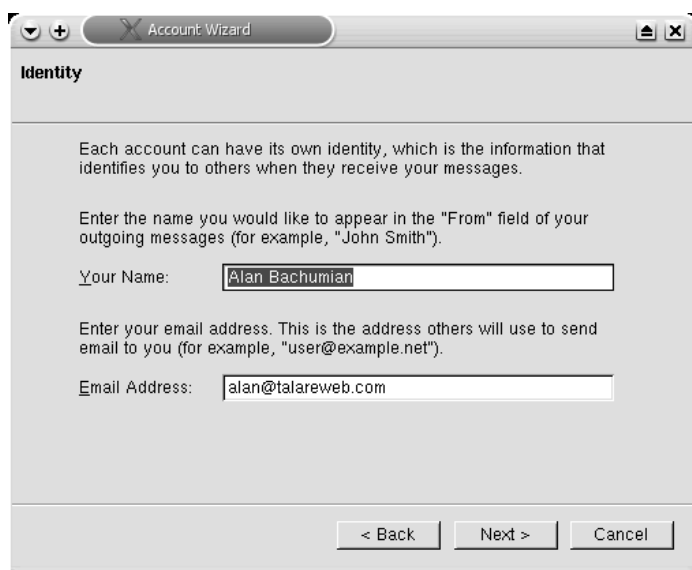 Account Wizard
Identity
Each account can have its own identity, which is the information that
identifies you to others when they receive your messages.
Enter the name you would like to appear in the "From" field of your
outgoing messages (for example, "John Smith").
Your Name: Alan Bachumian
Enter your email address. This is the address others will use to send
email to you (for example, "user@example.net").
Email Address: alan@talareweb.com
< Back Next > Cancel